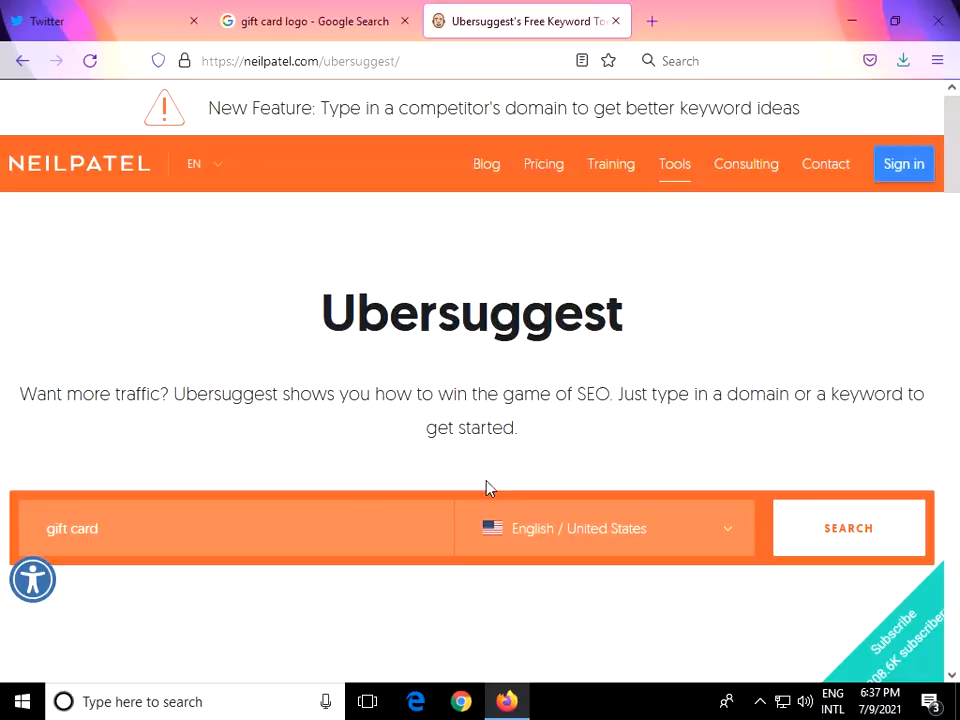 Twitter
gift card logo - Google Search
Ubersuggest's Free Keyword To
https://neilpatel.com/ubersuggest/
Search
New Feature: Type in a competitor's domain to get better keyword ideas
NEILPATEL
EN
Blog
Pricing
Training
Tools
Consulting
Contact
Sign in
Ubersuggest
Want more traffic? Ubersuggest shows you how to win the game of SEO. Just type in a domain or a keyword to
get started.
gift card
English / United States
SEARCH
Subscribe
08.6K subscriber
Type here to search
ENG
INTL
6:37 PM
7/9/2021
3